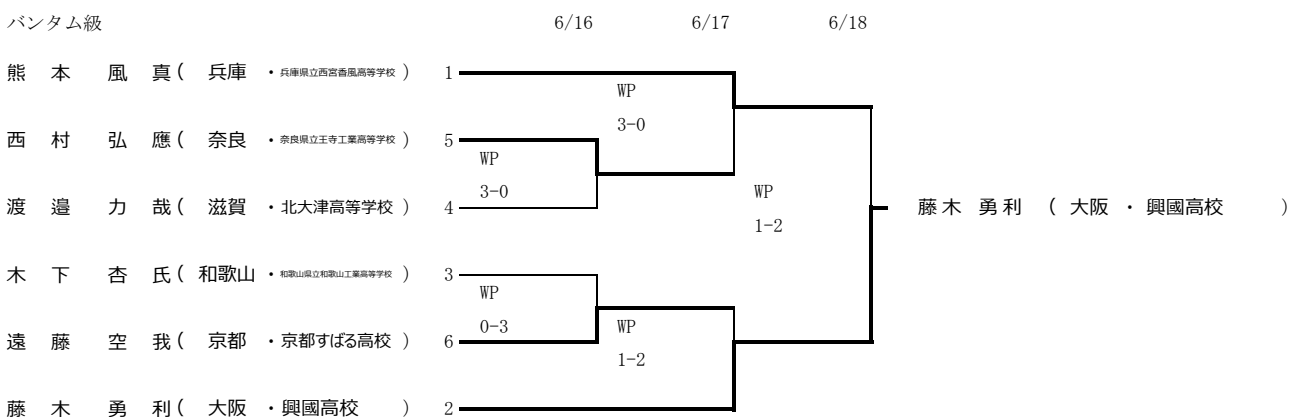 バンタム級 6/16 6/17 6/18
熊 本 風 真( 兵庫 ・兵庫県立西宮香風高等学校 ) 1
WP
3-0
西 村 弘 應( 奈良 ・奈良県立王寺工業高等学校 ) 5
WP
3-0
渡 邉 力 哉( 滋賀 ・北大津高等学校 ) 4
WP
1-2
藤木 勇利 ( 大阪 ・ 興國高校 )
木 下 杏 氏( 和歌山 ・和歌山県立和歌山工業高等学校 ) 3
WP
0-3
遠 藤 空 我( 京都 ・京都すばる高校 ) 6
WP
1-2
藤 木 勇 利( 大阪 ・興國高校 ) 2